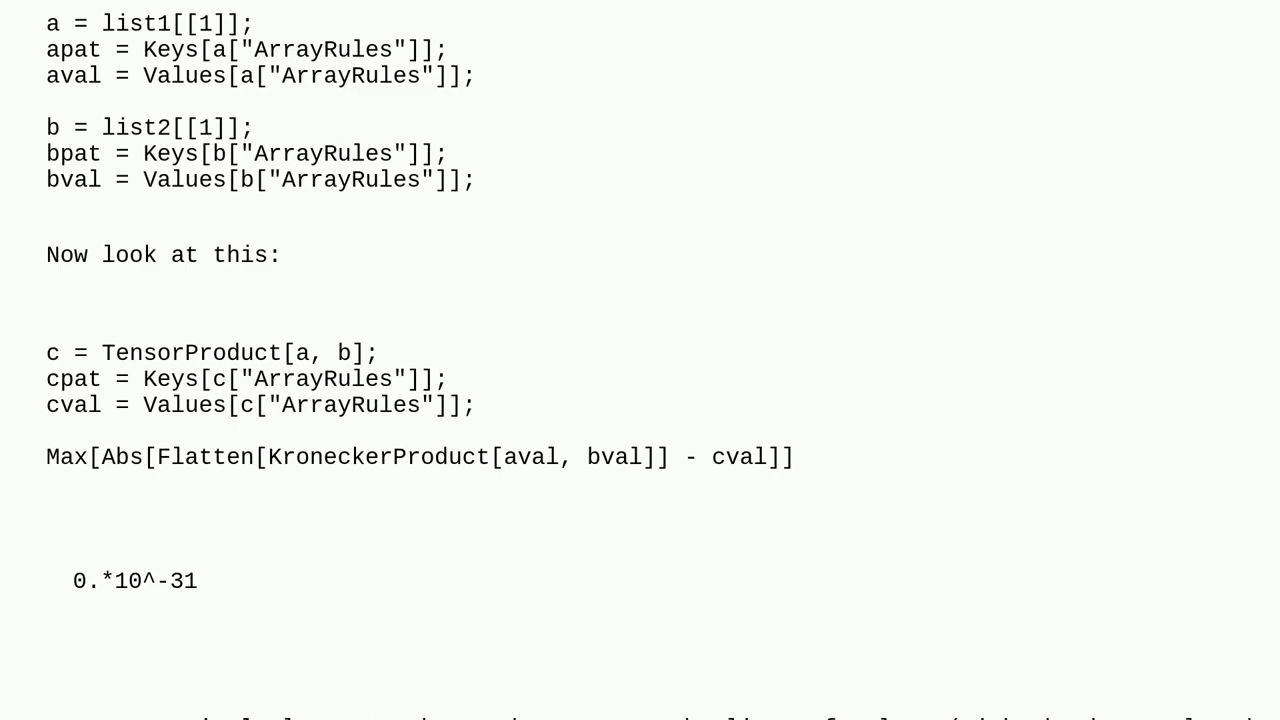 a = list1[[1]];
apat = Keys[a["ArrayRules"]];
aval = Values[a["ArrayRules"]];
b = list2[[1]];
bpat = Keys[b["ArrayRules"]];
bval = Values[b["ArrayRules"]];
Now look at this:
c = TensorProduct[a, b];
cpat = Keys[c["ArrayRules"]];
cval = Values[c["ArrayRules"]];
Max[Abs[Flatten[KroneckerProduct[aval, bval]] - cval]]
0.*10^-31